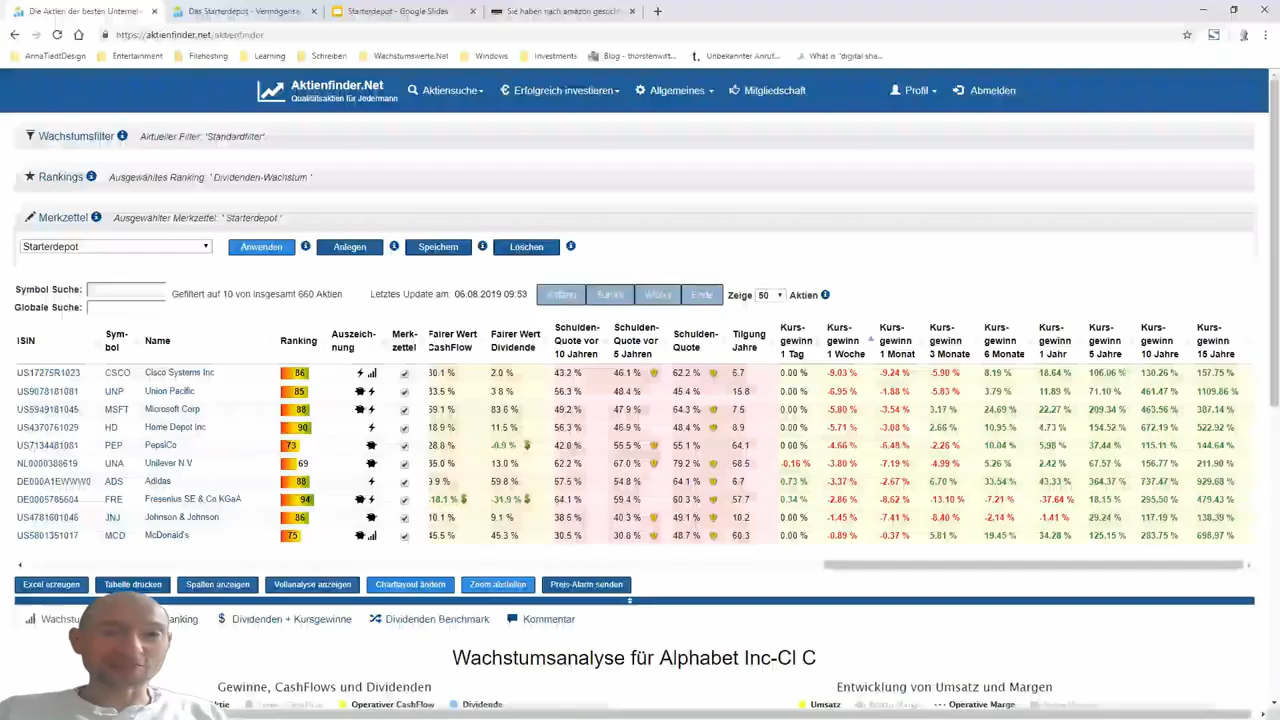 Die Aktien der besten Unterneh
Das Starterdepot - Vermögens
Starterdepot - Google Slides
Sie haben nach amazon gesucht
https://aktienfinder.net/aktienfinder
AnnaTiedtDesign Entertainment Filehosting Learning Schreiben Wachstumswerte.Net Windows Investments Blog - thorstenwitt... Unbekannter Anruf... What is "digital sha...
Aktienfinder.Net
Qualitätsaktien für Jedermann
Aktiensuche Erfolgreich investieren Allgemeines Mitgliedschaft Profil Abmelden
Wachstumsfilter Aktueller Filter: 'Standardfilter'
Rankings Ausgewähltes Ranking: ' Dividenden-Wachstum '
Merkzettel Ausgewählter Merkzettel: ' Starterdepot '
Starterdepot Anwenden Anlegen Speichern Löschen
Symbol Suche: Gefiltert auf 10 von insgesamt 660 Aktien Letztes Update am: 06.08.2019 09:53 Anfang Zurück Weiter Ende Zeige 50 Aktien
Globale Suche:
ISIN Sym-bol Name Ranking Auszeich-nung Merk-zettel Fairer Wert CashFlow Fairer Wert Dividende Schulden-Quote vor 10 Jahren Schulden-Quote vor 5 Jahren Schulden-Quote Tilgung Jahre Kurs-gewinn 1 Tag Kurs-gewinn 1 Woche Kurs-gewinn 1 Monat Kurs-gewinn 3 Monate Kurs-gewinn 6 Monate Kurs-gewinn 1 Jahr Kurs-gewinn 5 Jahre Kurs-gewinn 10 Jahre Kurs-gewinn 15 Jahre
US17275R1023 CSCO Cisco Systems Inc 86 30.1 % 2.0 % 43.2 % 46.1 % 62.2 % 6.7 0.00 % -9.03 % -9.24 % -5.90 % 8.19 % 18.64 % 106.06 % 130.26 % 157.75 %
US9078181081 UNP Union Pacific 85 33.5 % 3.8 % 56.3 % 48.4 % 45.4 % 15.8 0.00 % -6.95 % -1.88 % -5.83 % 3.79 % 11.89 % 71.10 % 461.47 % 1109.86 %
US5949181045 MSFT Microsoft Corp 88 59.1 % 83.6 % 49.2 % 47.9 % 64.3 % 7.5 0.00 % -5.80 % -3.54 % 3.17 % 24.69 % 22.27 % 209.34 % 463.56 % 387.14 %
US4370761029 HD Home Depot Inc 90 18.9 % 11.5 % 56.3 % 56.9 % 48.4 % 8.9 0.00 % -5.71 % -3.08 % 2.66 % 10.95 % 4.73 % 154.52 % 672.19 % 522.92 %
US7134481081 PEP PepsiCo 73 28.8 % -0.9 % 42.0 % 55.5 % 55.1 % 64.1 0.00 % -4.66 % -6.48 % -2.26 % 10.04 % 5.98 % 37.44 % 115.11 % 144.64 %
NL0000388619 UNA Unilever N V 69 35.0 % 13.0 % 62.2 % 67.0 % 79.2 % 68.5 -0.16 % -3.80 % -7.19 % -4.99 % 5.26 % 2.42 % 67.57 % 156.77 % 211.90 %
DE000A1EWWW0 ADS Adidas 88 9.9 % 59.8 % 57.5 % 54.8 % 64.1 % 6.7 0.73 % -3.37 % -2.67 % 6.70 % 33.54 % 43.33 % 364.37 % 737.47 % 929.68 %
DE0005785604 FRE Fresenius SE & Co KGaA 94 -18.1 % -31.9 % 64.1 % 59.4 % 60.3 % 37.7 0.34 % -2.86 % -8.62 % -13.10 % -7.21 % -37.64 % 18.15 % 295.50 % 479.43 %
US4781601046 JNJ Johnson & Johnson 86 10.1 % 9.1 % 38.5 % 40.3 % 49.1 % 10.2 0.00 % -1.45 % -7.41 % -8.40 % -2.14 % -1.41 % 29.24 % 117.19 % 138.39 %
US5801351017 MCD McDonald's 75 45.5 % 45.3 % 30.5 % 30.8 % 48.7 % 60.3 0.00 % -0.89 % -0.37 % 5.81 % 19.45 % 34.28 % 125.15 % 283.75 % 698.97 %
Excel erzeugen Tabelle drucken Spalten anzeigen Vollanalyse anzeigen Chartlayout ändern Zoom abstellen Preis-Alarm senden
Wachstu anking Dividenden + Kursgewinne Dividenden Benchmark Kommentar
Wachstumsanalyse für Alphabet Inc-Cl C
Gewinne, CashFlows und Dividenden Entwicklung von Umsatz und Margen
ktie Operativer CashFlow Dividende Umsatz Operative Marge